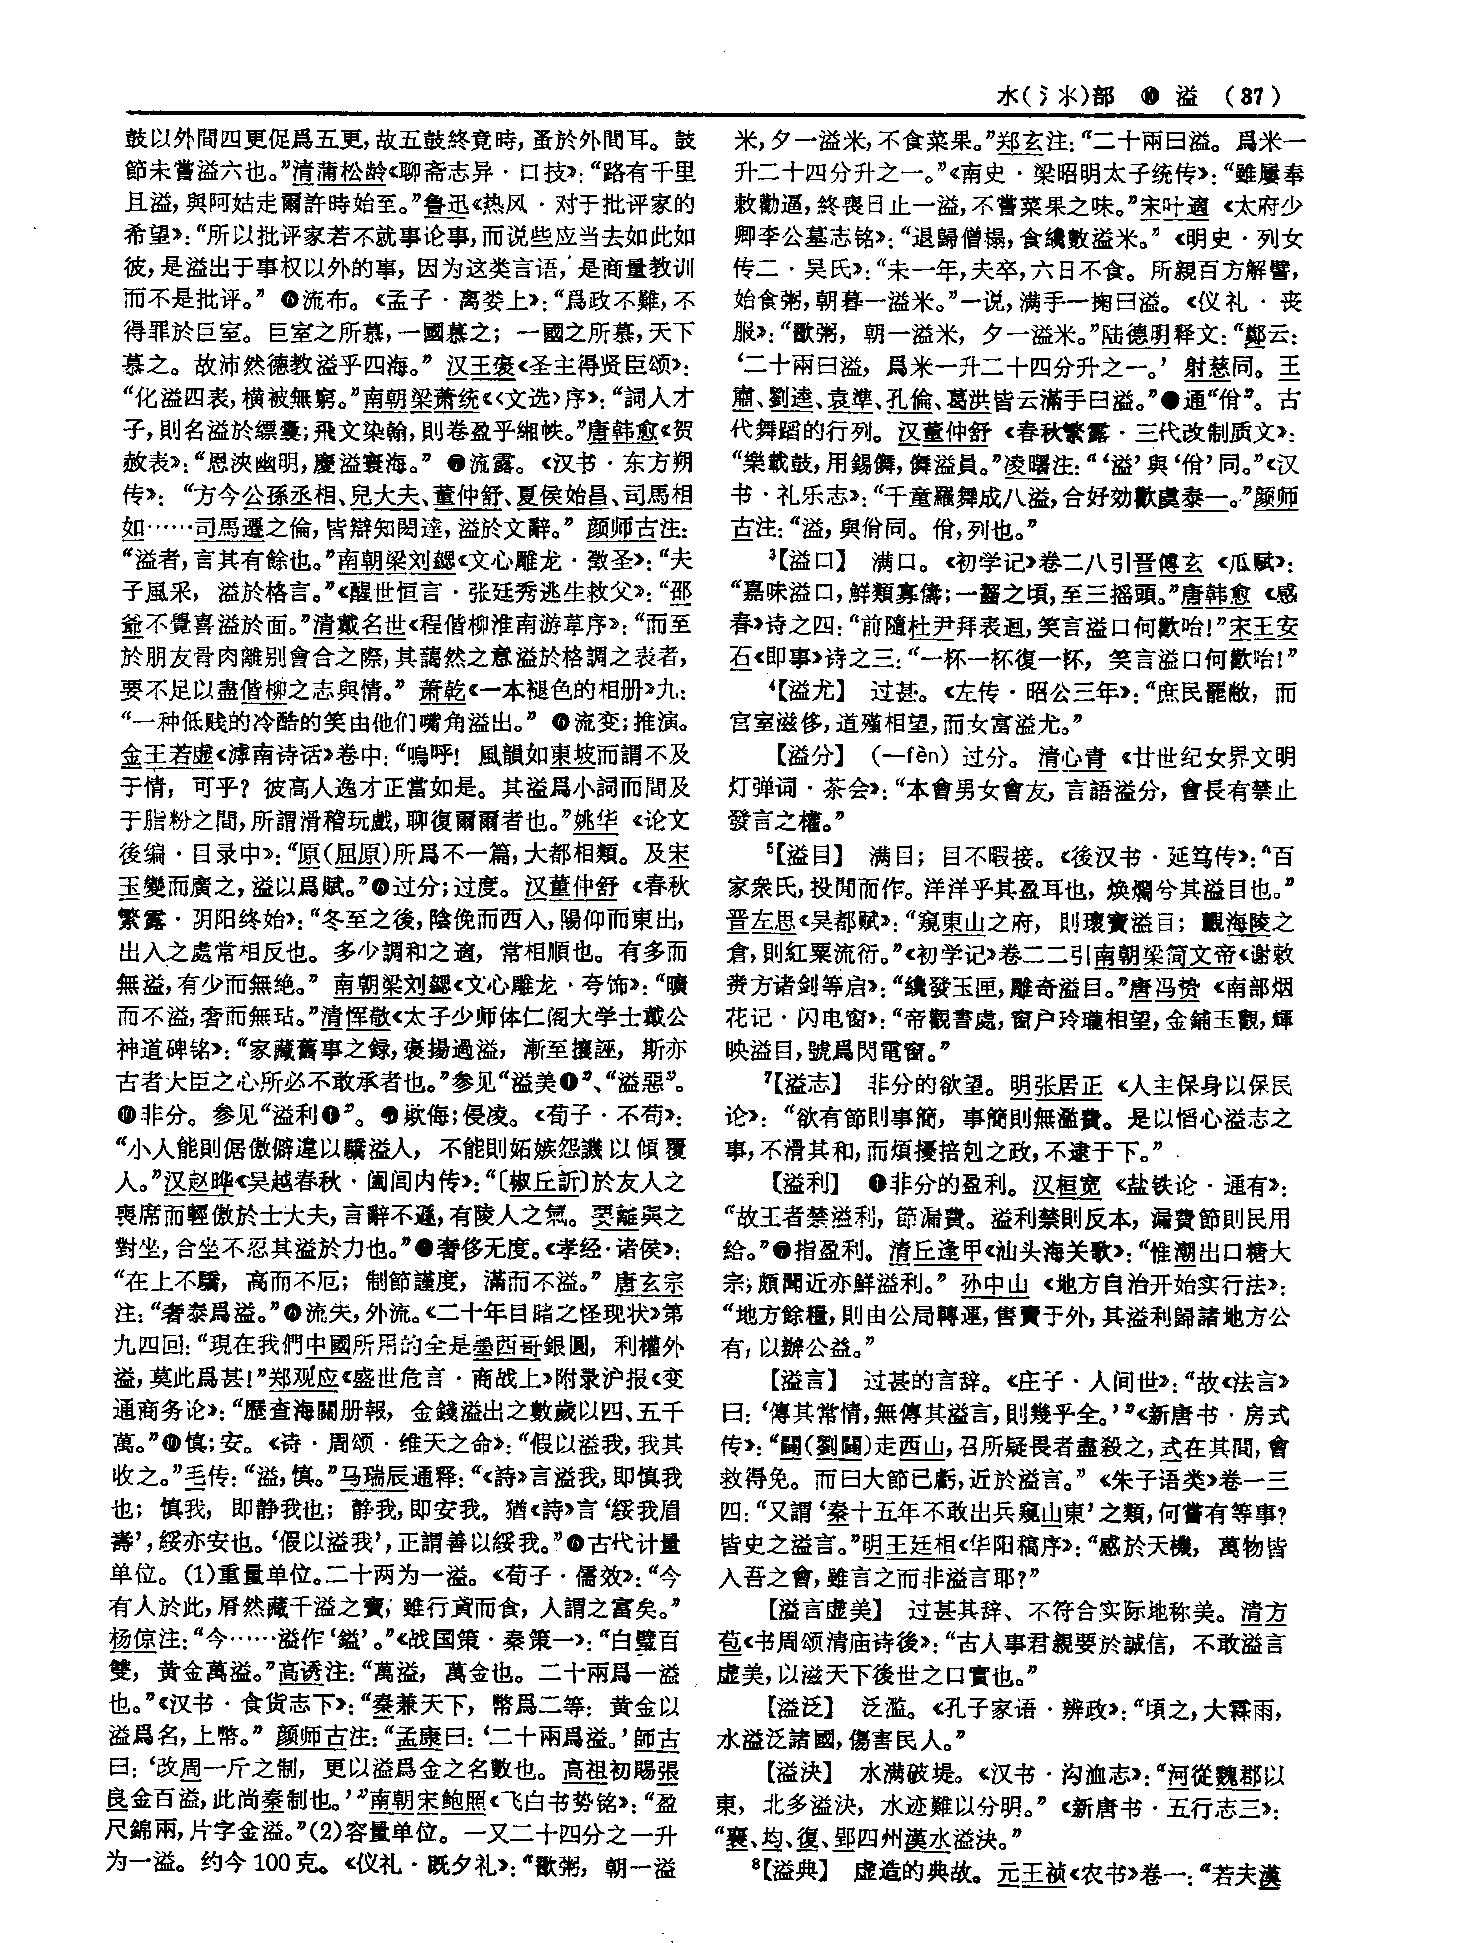 水(氵氺)部 ❿ 溢 (37)
鼓以外間四更促爲五更,故五鼓終竟時,蚤於外間耳。鼓
節未嘗溢六也。”清蒲松龄《聊斋志异·口技》:“路有千里
且溢,與阿姑走爾許時始至。”鲁迅《热风·对于批评家的
希望》:“所以批评家若不就事论事,而说些应当去如此如
彼,是溢出于事权以外的事,因为这类言语,是商量教训
而不是批评。” ❻流布。《孟子·离娄上》:“爲政不難,不
得罪於巨室。巨室之所慕,一國慕之;一國之所慕,天下
慕之。故沛然德教溢乎四海。” 汉王褒《圣主得贤臣颂》:
“化溢四表,横被無窮。”南朝梁萧统《〈文选〉序》:“詞人才
子,則名溢於縹囊;飛文染翰,則卷盈乎緗帙。”唐韩愈《贺
赦表》:“恩泱幽明,慶溢寰海。” ❼流露。《汉书·东方朔
传》:“方今公孫丞相、兒大夫、董仲舒、夏侯始昌、司馬相
如……司馬遷之倫,皆辯知閎達,溢於文辭。” 颜师古注:
“溢者,言其有餘也。”南朝梁刘勰《文心雕龙·徵圣》:“夫
子風采,溢於格言。”《醒世恒言·张廷秀逃生救父》:“邵
爺不覺喜溢於面。”清戴名世《程偕柳淮南游草序》:“而至
於朋友骨肉離别會合之際,其藹然之意溢於格調之表者,
要不足以盡偕柳之志與情。” 萧乾《一本褪色的相册》九:
“一种低贱的冷酷的笑由他们嘴角溢出。” ❽流变;推演。
金王若虚《滹南诗话》卷中:“嗚呼!風韻如東坡而謂不及
于情,可乎?彼高人逸才正當如是。其溢爲小詞而間及
于脂粉之間,所謂滑稽玩戲,聊復爾爾者也。”姚华《论文
後编·目录中》:“原(屈原)所爲不一篇,大都相類。及宋
玉變而廣之,溢以爲賦。”❾过分;过度。汉董仲舒《春秋
繁露·阴阳终始》:“冬至之後,陰俛而西入,陽仰而東出,
出入之處常相反也。多少調和之適,常相順也。有多而
無溢,有少而無绝。” 南朝梁刘勰《文心雕龙·夸饰》:“曠
而不溢,奢而無玷。”清恽敬《太子少师体仁阁大学士戴公
神道碑铭》:“家藏舊事之録,褒揚過溢,漸至攘誣,斯亦
古者大臣之心所必不敢承者也。”参见“溢美❶”、“溢惡”。
❿非分。参见“溢利❶”。⓫欺侮;侵凌。《荀子·不苟》:
“小人能則倨傲僻違以驕溢人,不能則妬嫉怨譏以傾覆
人。”汉赵晔《吴越春秋·阖闾内传》:“〔椒丘訢〕於友人之
喪席而輕傲於士大夫,言辭不遜,有陵人之氣。要離與之
對坐,合坐不忍其溢於力也。”⓬奢侈无度。《孝经·诸侯》:
“在上不驕,高而不厄;制節謹度,滿而不溢。” 唐玄宗
注:“奢泰爲溢。”⓭流失,外流。《二十年目睹之怪现状》第
九四回:“現在我們中國所用的全是墨西哥銀圓,利權外
溢,莫此爲甚!”郑观应《盛世危言·商战上》附录沪报《变
通商务论》:“歷查海關册報,金錢溢出之數歲以四、五千
萬。”⓮慎;安。《诗·周颂·维天之命》:“假以溢我,我其
收之。”毛传:“溢,慎。”马瑞辰通释:“《詩》言溢我,即慎我
也;慎我,即静我也;静我,即安我。猶《詩》言‘綏我眉
壽’,綏亦安也。‘假以溢我’,正謂善以綏我。”⓯古代计量
单位。(1)重量单位。二十两为一溢。《荀子·儒效》:“今
有人於此,屑然藏千溢之寶,雖行貣而食,人謂之富矣。”
杨倞注:“今……溢作‘鎰’。”《战国策·秦策一》:“白璧百
雙,黄金萬溢。”高诱注:“萬溢,萬金也。二十兩爲一溢
也。”《汉书·食货志下》:“秦兼天下,幣爲二等:黄金以
溢爲名,上幣。” 颜师古注:“孟康曰:‘二十兩爲溢。’師古
曰:‘改周一斤之制,更以溢爲金之名數也。高祖初賜張
良金百溢,此尚秦制也。’”南朝宋鲍照《飞白书势铭》:“盈
尺錦兩,片字金溢。”(2)容量单位。一又二十四分之一升
为一溢。约今100克。《仪礼·既夕礼》:“歠粥,朝一溢
米,夕一溢米,不食菜果。”郑玄注:“二十兩曰溢。爲米一
升二十四分升之一。”《南史·梁昭明太子统传》:“雖屢奉
敕勸逼,終喪日止一溢,不嘗菜果之味。”宋叶適《太府少
卿李公墓志铭》:“退歸僧榻,食纔數溢米。”《明史·列女
传二·吴氏》:“未一年,夫卒,六日不食。所親百方解譬,
始食粥,朝暮一溢米。”一说,满手一掬曰溢。《仪礼·丧
服》:“歠粥,朝一溢米,夕一溢米。”陆德明释文:“鄭云:
‘二十兩曰溢,爲米一升二十四分升之一。’射慈同。王
肅、劉逵、袁準、孔倫、葛洪皆云滿手曰溢。”⓰通“佾”。古
代舞蹈的行列。汉董仲舒《春秋繁露·三代改制质文》:
“樂載鼓,用錫儛,儛溢員。”凌曙注:“‘溢’與‘佾’同。”《汉
书·礼乐志》:“千童羅舞成八溢,合好効歡虞泰一。”颜师
古注:“溢,與佾同。佾,列也。”
³【溢口】 满口。《初学记》卷二八引晋傅玄《瓜赋》:
“嘉味溢口,鮮類寡儔;一齧之頃,至三摇頭。”唐韩愈《感
春》诗之四:“前隨杜尹拜表迴,笑言溢口何歡咍!”宋王安
石《即事》诗之三:“一杯一杯復一杯,笑言溢口何歡咍!”
⁴【溢尤】 过甚。《左传·昭公三年》:“庶民罷敝,而
宫室滋侈,道殣相望,而女富溢尤。”
【溢分】 (一fèn) 过分。清心青《廿世纪女界文明
灯弹词·茶会》:“本會男女會友,言語溢分,會長有禁止
發言之權。”
⁵【溢目】 满目;目不暇接。《後汉书·延笃传》:“百
家衆氏,投閒而作。洋洋乎其盈耳也,焕爛兮其溢目也。”
晋左思《吴都赋》:“窺東山之府,則瓌寶溢目;觀海陵之
倉,則紅粟流衍。”《初学记》卷二二引南朝梁简文帝《谢敕
赉方诸剑等启》:“纔發玉匣,雕奇溢目。”唐冯贽《南部烟
花记·闪电窗》:“帝觀書處,窗户玲瓏相望,金鋪玉觀,輝
映溢目,號爲閃電窗。”
⁷【溢志】 非分的欲望。明张居正《人主保身以保民
论》:“欲有節則事簡,事簡則無濫費。是以慆心溢志之
事,不滑其和,而煩擾掊剋之政,不逮于下。”
【溢利】 ❶非分的盈利。汉桓宽《盐铁论·通有》:
“故王者禁溢利,節漏費。溢利禁則反本,漏費節則民用
給。”❷指盈利。清丘逢甲《汕头海关歌》:“惟潮出口糖大
宗,頗聞近亦鮮溢利。” 孙中山《地方自治开始实行法》:
“地方餘糧,則由公局轉運,售賣于外,其溢利歸諸地方公
有,以辦公益。”
【溢言】 过甚的言辞。《庄子·人间世》:“故《法言》
曰:‘傳其常情,無傳其溢言,則幾乎全。’”《新唐书·房式
传》:“闢(劉闢)走西山,召所疑畏者盡殺之,式在其間,會
救得免。而曰大節已虧,近於溢言。”《朱子语类》卷一三
四:“又謂‘秦十五年不敢出兵窺山東’之類,何嘗有等事?
皆史之溢言。”明王廷相《华阳稿序》:“感於天機,萬物皆
入吾之會,雖言之而非溢言耶?”
【溢言虚美】 过甚其辞、不符合实际地称美。清方
苞《书周颂清庙诗後》:“古人事君親要於誠信,不敢溢言
虚美,以滋天下後世之口實也。”
【溢泛】 泛滥。《孔子家语·辨政》:“頃之,大霖雨,
水溢泛諸國,傷害民人。”
【溢決】 水满破堤。《汉书·沟洫志》:“河從魏郡以
東,北多溢決,水迹難以分明。”《新唐书·五行志三》:
“襄、均、復、郢四州漢水溢決。”
⁸【溢典】 虚造的典故。元王祯《农书》卷一:“若夫漢